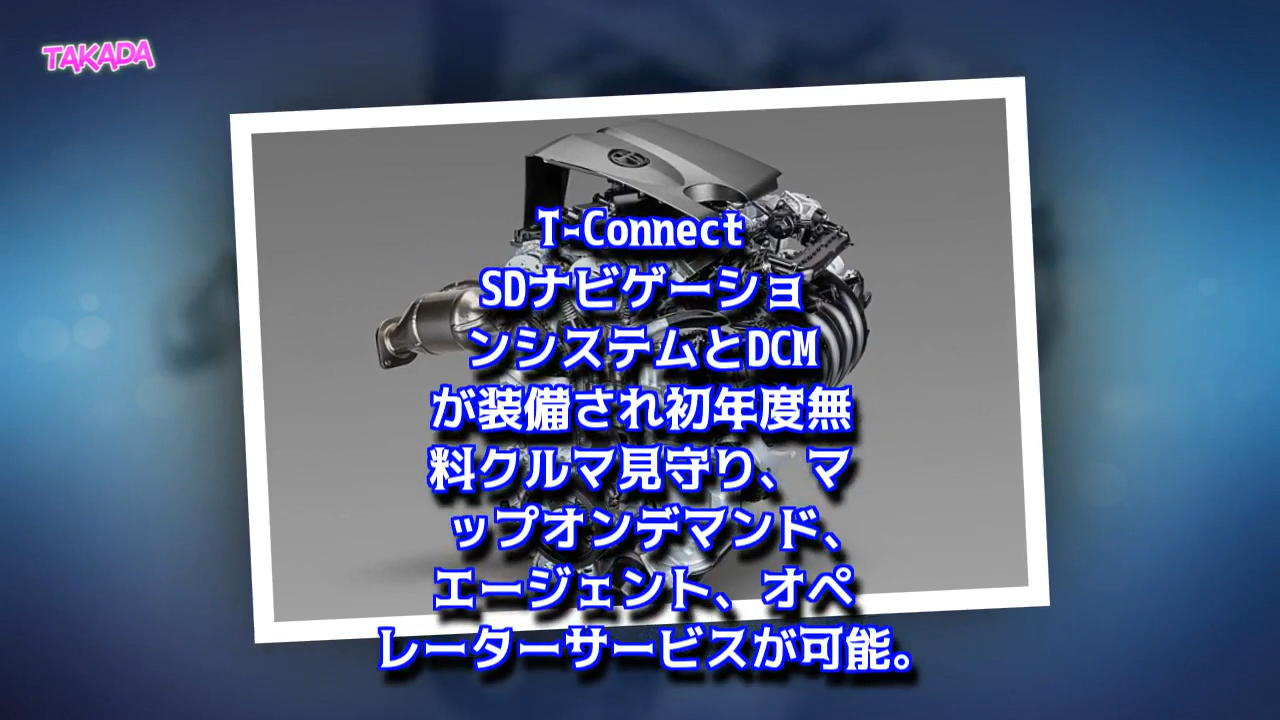 TAKADA
T-Connect
SDナビゲーショ
ンシステムとDCM
が装備され初年度無
料クルマ見守り、マ
ップオンデマンド、
エージェント、オペ
レーターサービスが可能。